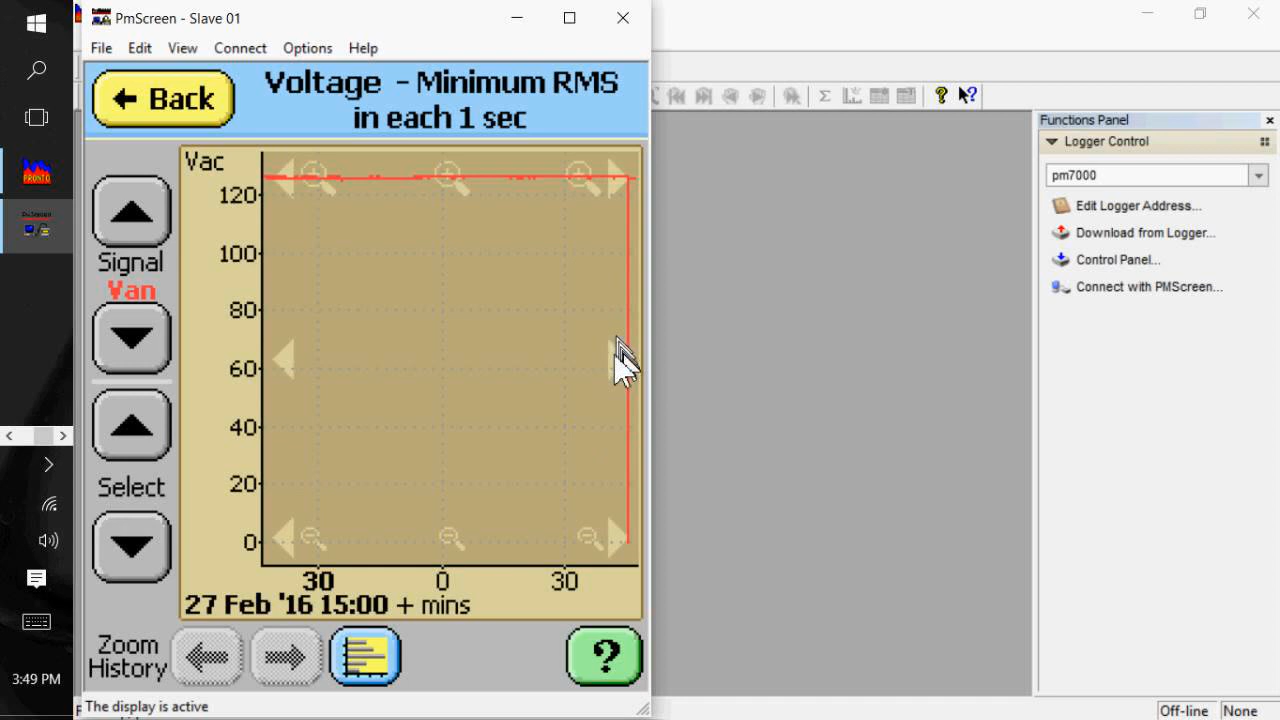 PmScreen - Slave 01
File Edit View Connect Options Help
Back
Voltage - Minimum RMS
in each 1 sec
Vac
120
100
80
60
40
20
0
30 0 30
27 Feb '16 15:00 + mins
Signal
Van
Select
Zoom
History
?
The display is active
PRONTO
PmScreen
3:49 PM
Σ ? ?
Functions Panel
Logger Control
pm7000
Edit Logger Address...
Download from Logger...
Control Panel...
Connect with PMScreen...
Off-line None